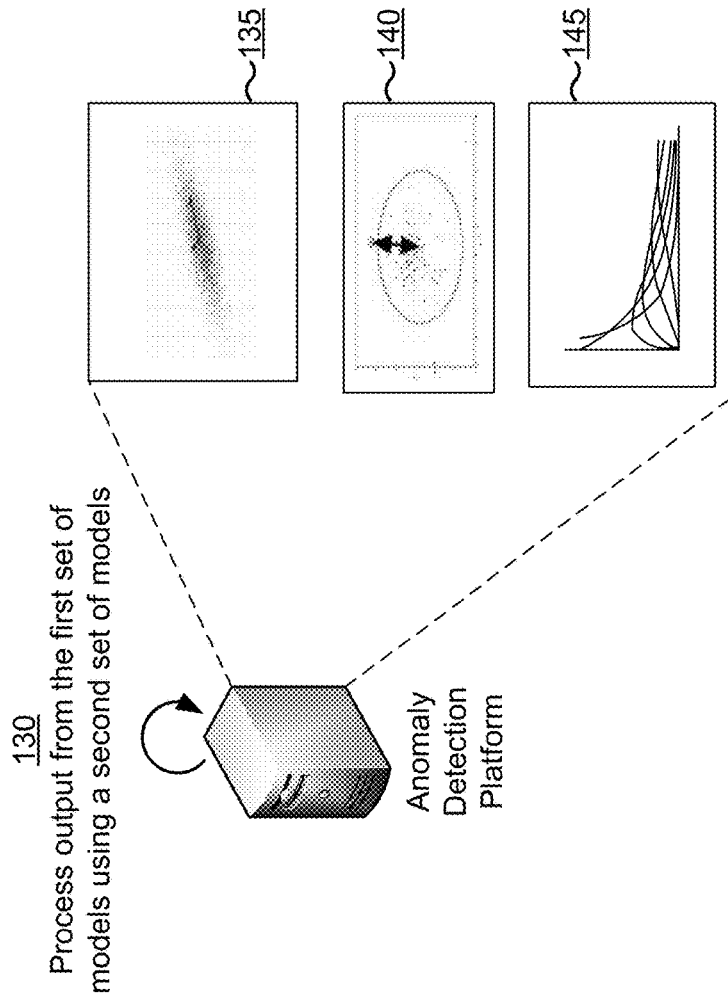 130
Process output from the first set of
models using a second set of models
Anomaly
Detection
Platform
135
140
145